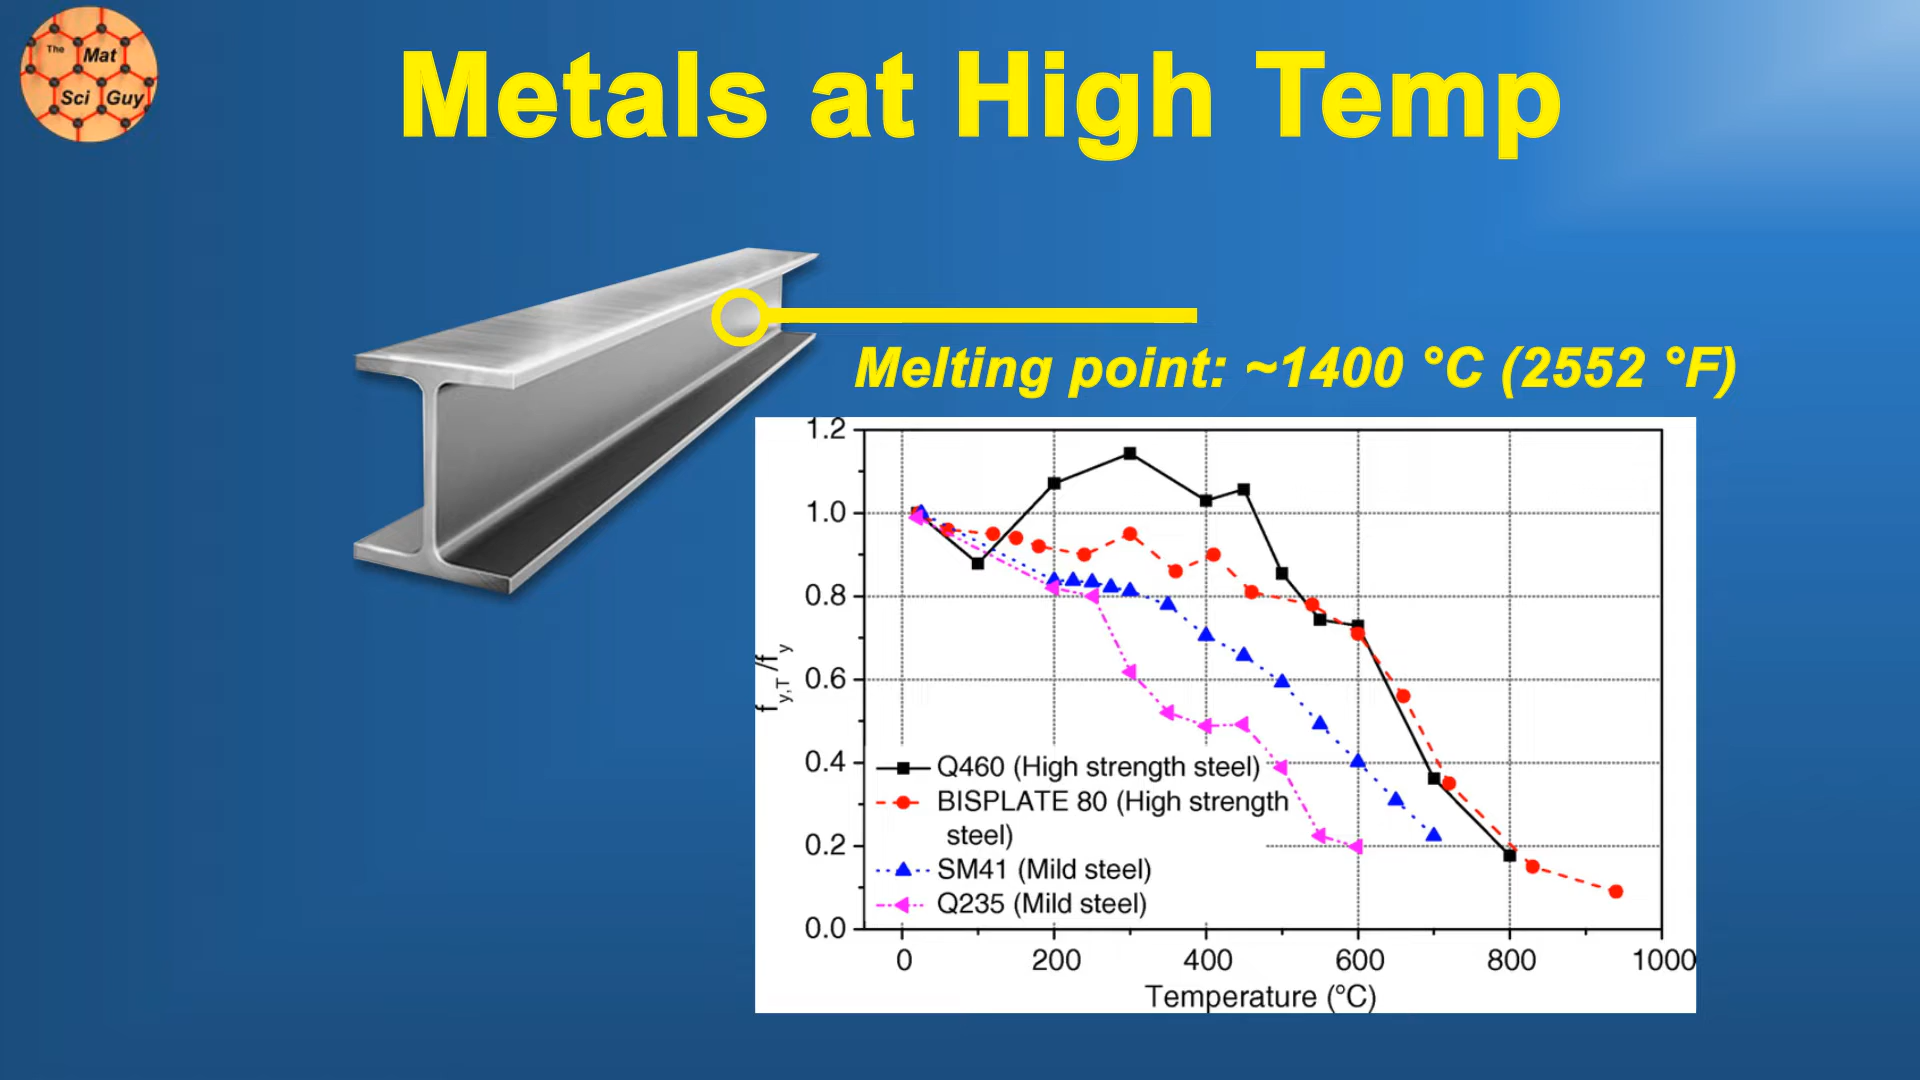 The
Mat
Sci Guy
Metals at High Temp
Melting point: ~1400 °C (2552 °F)
1.2
1.0
0.8
0.6
0.4
0.2
0.0
f y,T /f y
Q460 (High strength steel)
BISPLATE 80 (High strength
steel)
SM41 (Mild steel)
Q235 (Mild steel)
0 200 400 600 800 1000
Temperature (°C)